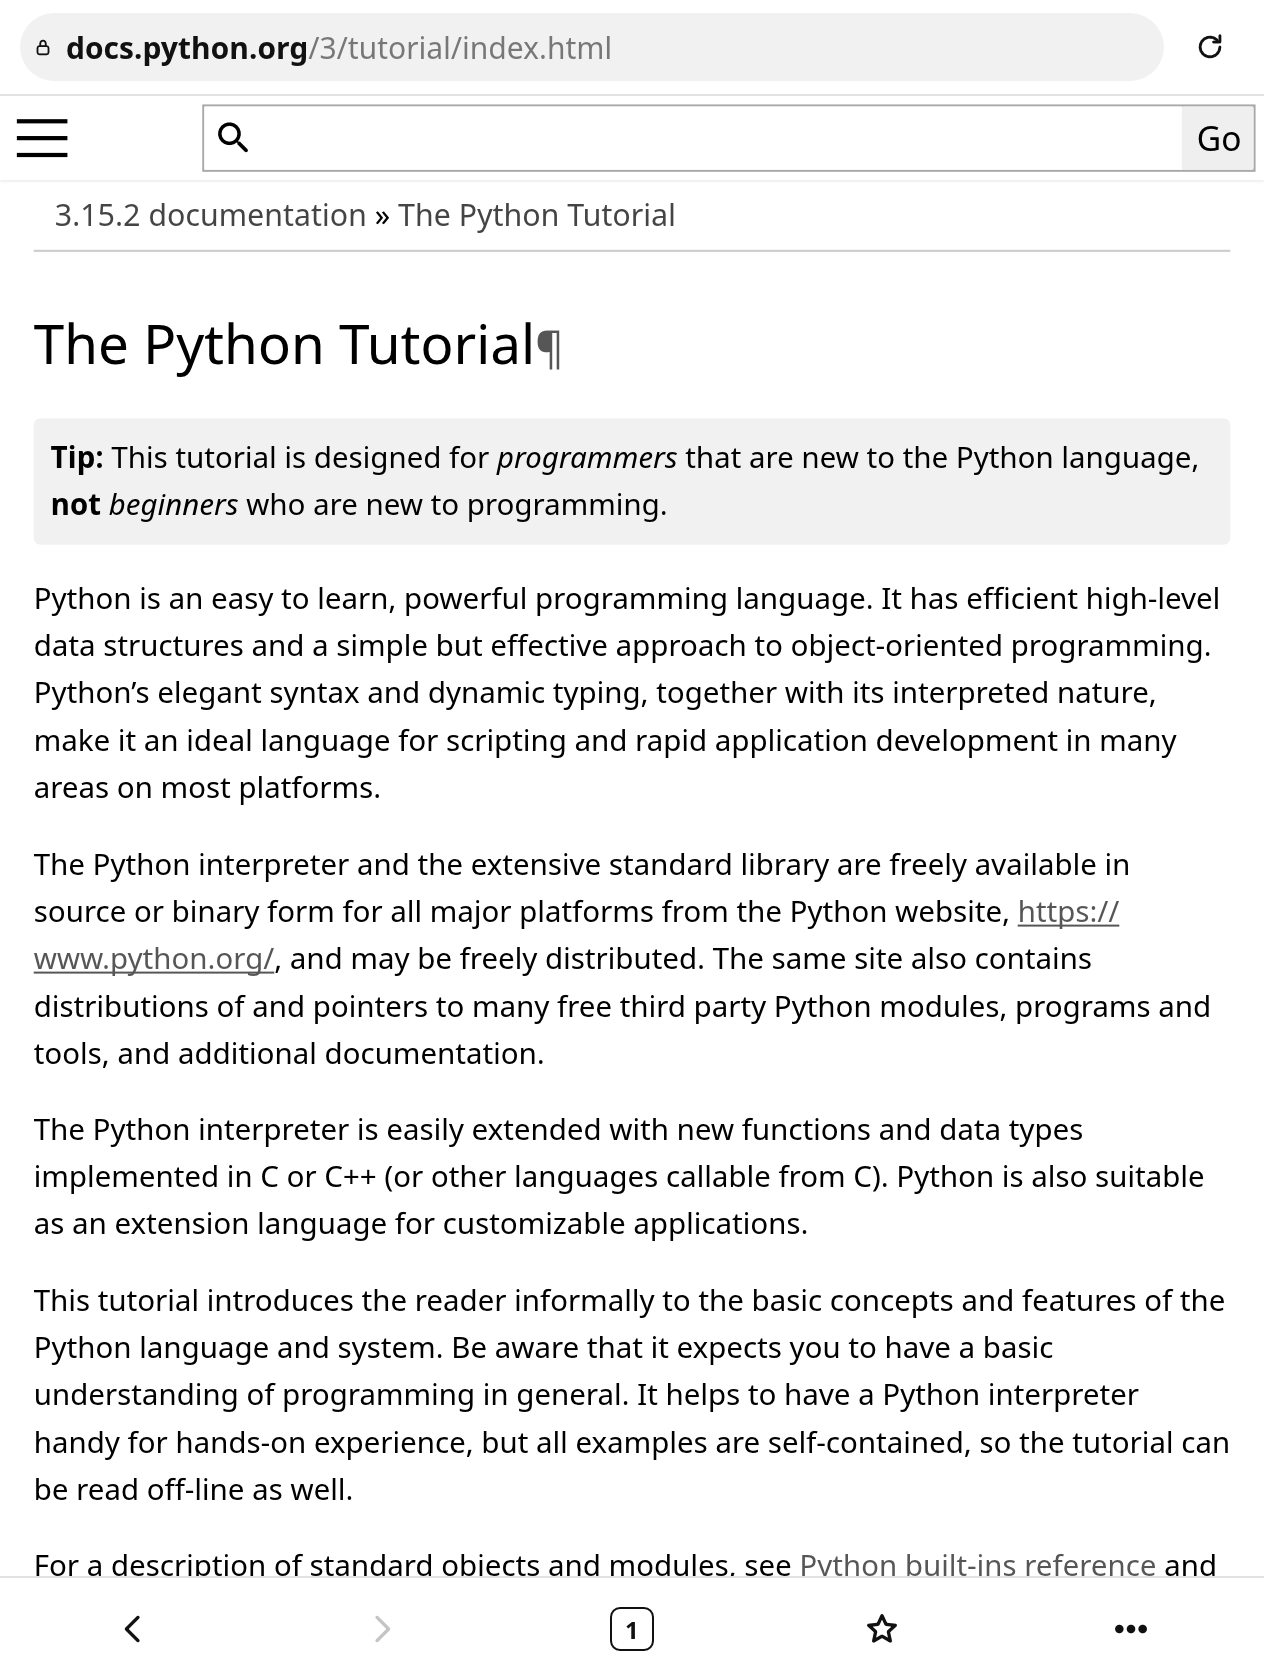 docs.python.org/3/tutorial/index.html
Go
3.15.2 documentation » The Python Tutorial
The Python Tutorial¶
Tip: This tutorial is designed for programmers that are new to the Python language,
not beginners who are new to programming.
Python is an easy to learn, powerful programming language. It has efficient high-level
data structures and a simple but effective approach to object-oriented programming.
Python’s elegant syntax and dynamic typing, together with its interpreted nature,
make it an ideal language for scripting and rapid application development in many
areas on most platforms.
The Python interpreter and the extensive standard library are freely available in
source or binary form for all major platforms from the Python website, https://
www.python.org/, and may be freely distributed. The same site also contains
distributions of and pointers to many free third party Python modules, programs and
tools, and additional documentation.
The Python interpreter is easily extended with new functions and data types
implemented in C or C++ (or other languages callable from C). Python is also suitable
as an extension language for customizable applications.
This tutorial introduces the reader informally to the basic concepts and features of the
Python language and system. Be aware that it expects you to have a basic
understanding of programming in general. It helps to have a Python interpreter
handy for hands-on experience, but all examples are self-contained, so the tutorial can
be read off-line as well.
For a description of standard objects and modules, see Python built-ins reference and
1